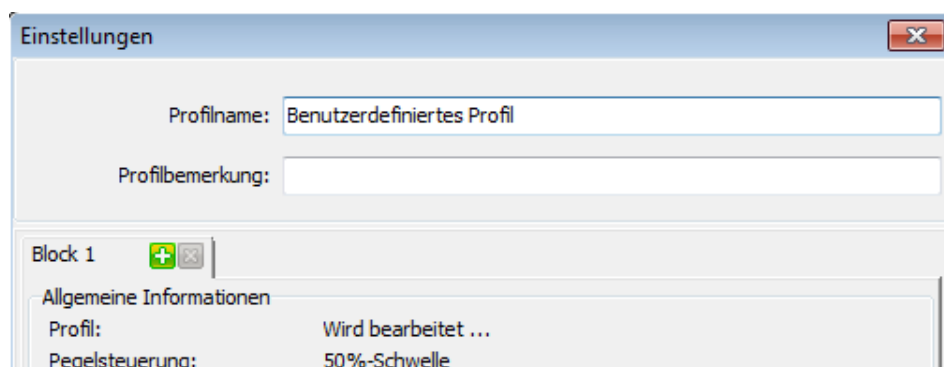 Einstellungen
Profilname: Benutzerdefiniertes Profil
Profilbemerkung:
Block 1
Allgemeine Informationen
Profil: Wird bearbeitet ...
Pegelsteuerung: 50%-Schwelle